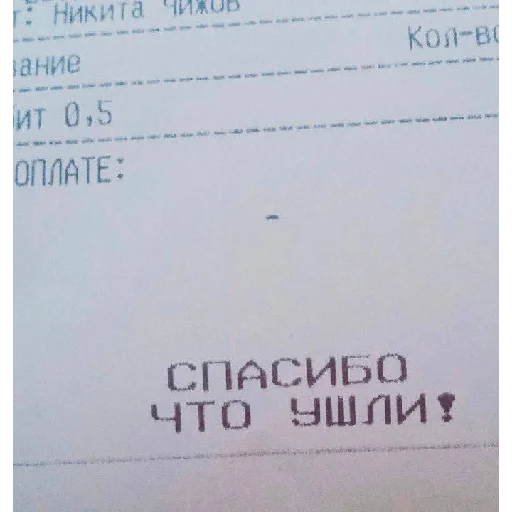 т: Никита Чижов
вание Кол-во
ит 0,5
ОПЛАТЕ:
-
СПАСИБО
ЧТО УШЛИ!